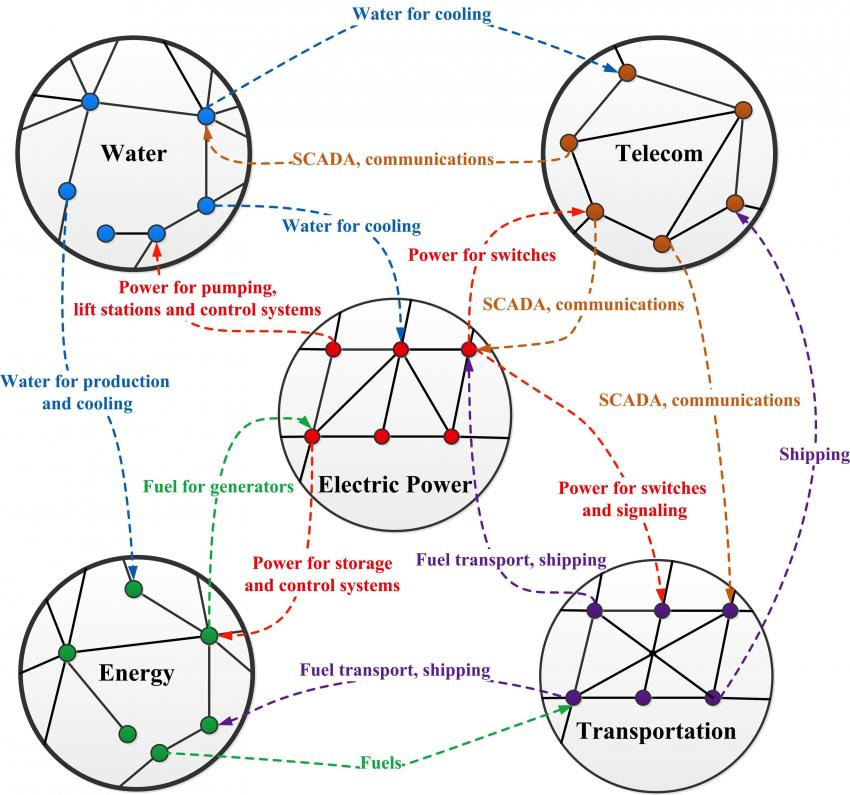 Water for cooling
Water
Telecom
SCADA, communications
Water for cooling
Power for switches
Power for pumping,
lift stations and control systems
SCADA, communications
Water for production
and cooling
SCADA, communications
Shipping
Electric Power
Fuel for generators
Power for switches
and signaling
Power for storage
and control systems
Fuel transport, shipping
Energy
Fuel transport, shipping
Transportation
Fuels